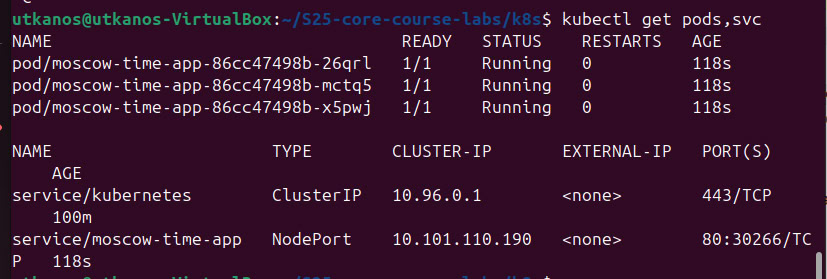 utkanos@utkanos-VirtualBox:~/S25-core-course-labs/k8s$ kubectl get pods,svc
NAME READY STATUS RESTARTS AGE
pod/moscow-time-app-86cc47498b-26qrl 1/1 Running 0 118s
pod/moscow-time-app-86cc47498b-mctq5 1/1 Running 0 118s
pod/moscow-time-app-86cc47498b-x5pwj 1/1 Running 0 118s
NAME TYPE CLUSTER-IP EXTERNAL-IP PORT(S)
AGE
service/kubernetes ClusterIP 10.96.0.1 <none> 443/TCP
100m
service/moscow-time-app NodePort 10.101.110.190 <none> 80:30266/TC
P 118s